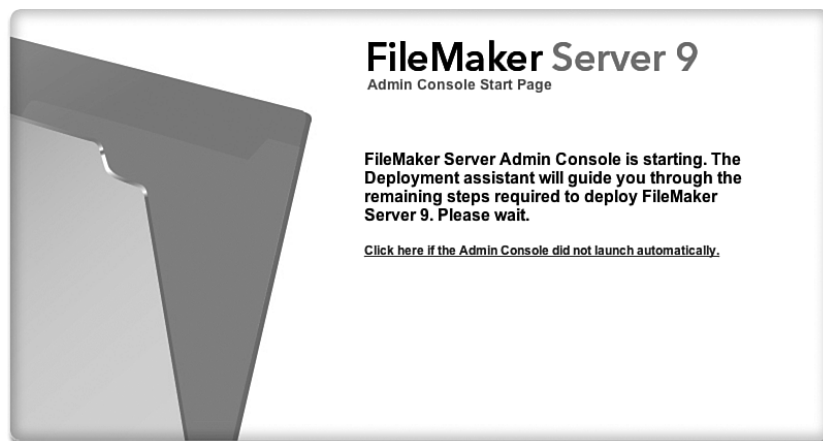 FileMaker Server 9
Admin Console Start Page
FileMaker Server Admin Console is starting. The
Deployment assistant will guide you through the
remaining steps required to deploy FileMaker
Server 9. Please wait.
Click here if the Admin Console did not launch automatically.